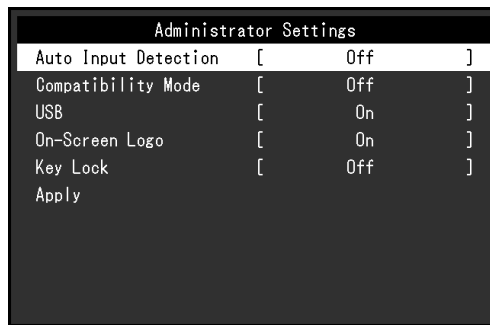 Administrator Settings
Auto Input Detection [ Off ]
Compatibility Mode [ Off ]
USB [ On ]
On-Screen Logo [ On ]
Key Lock [ Off ]
Apply